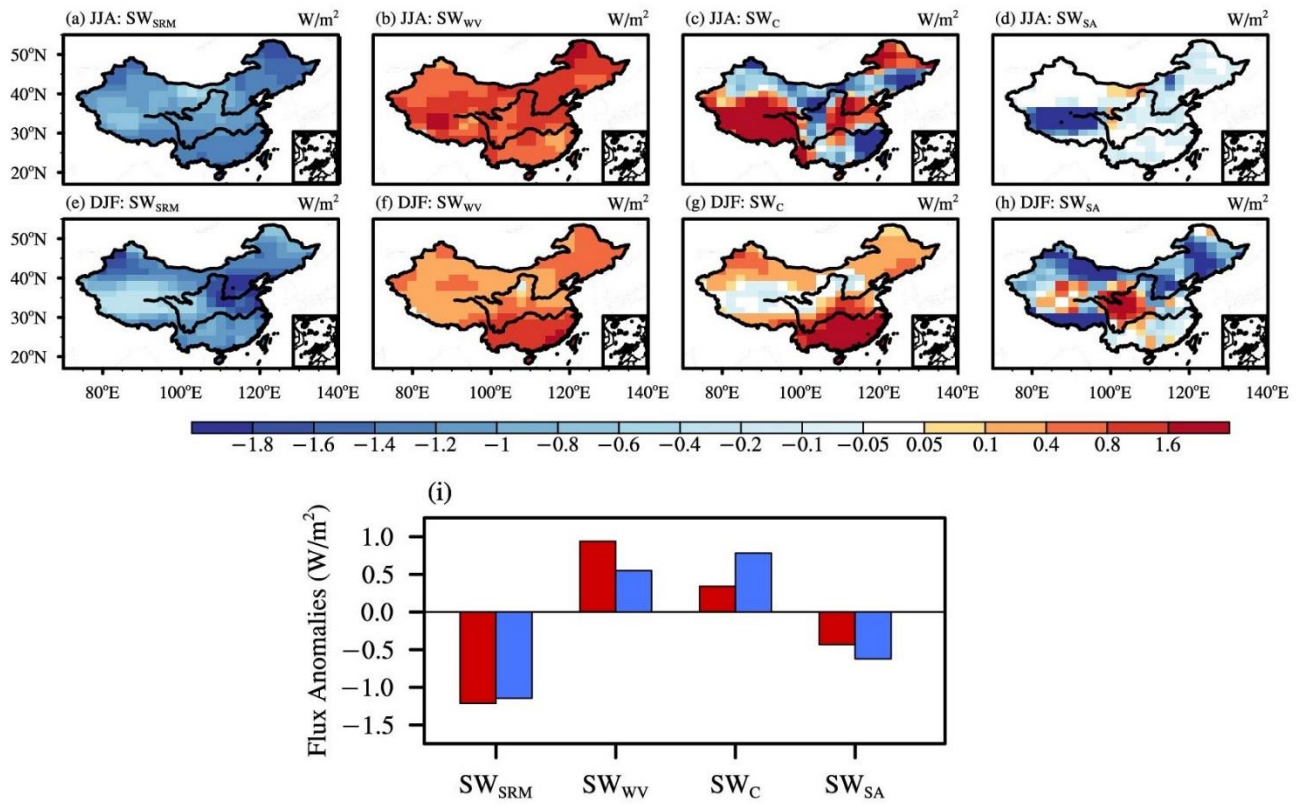 (a) JJA: SW_SRM W/m² (b) JJA: SW_WV W/m² (c) JJA: SW_C W/m² (d) JJA: SW_SA W/m²
50°N
40°N
30°N
20°N
(e) DJF: SW_SRM W/m² (f) DJF: SW_WV W/m² (g) DJF: SW_C W/m² (h) DJF: SW_SA W/m²
50°N
40°N
30°N
20°N
80°E 100°E 120°E 140°E 80°E 100°E 120°E 80°E 100°E 120°E 80°E 100°E 120°E 140°E
−1.8 −1.6 −1.4 −1.2 −1 −0.8 −0.6 −0.4 −0.2 −0.1 −0.05 0.05 0.1 0.4 0.8 1.6
(i)
Flux Anomalies (W/m²)
1.0
0.5
0.0
−0.5
−1.0
−1.5
SW_SRM SW_WV SW_C SW_SA